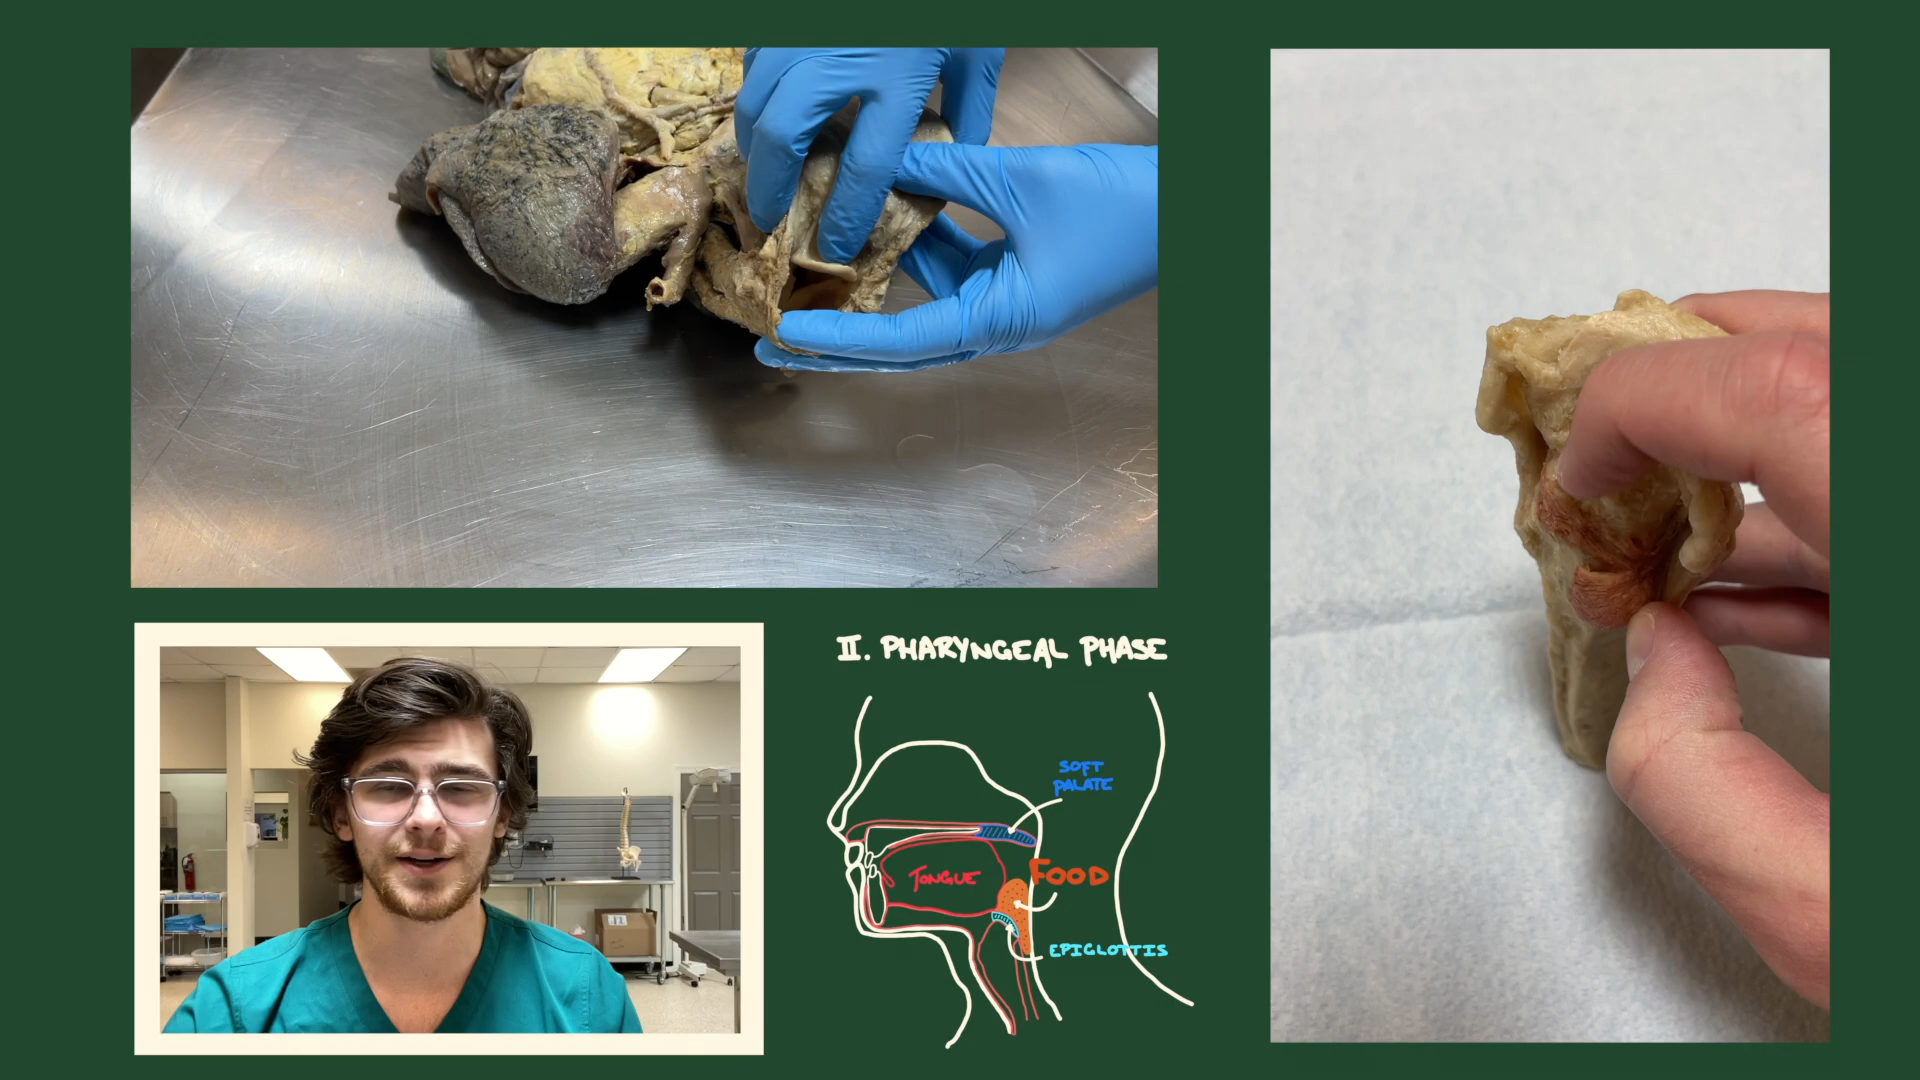 II. PHARYNGEAL PHASE
SOFT
PALATE
TONGUE
FOOD
EPIGLOTTIS